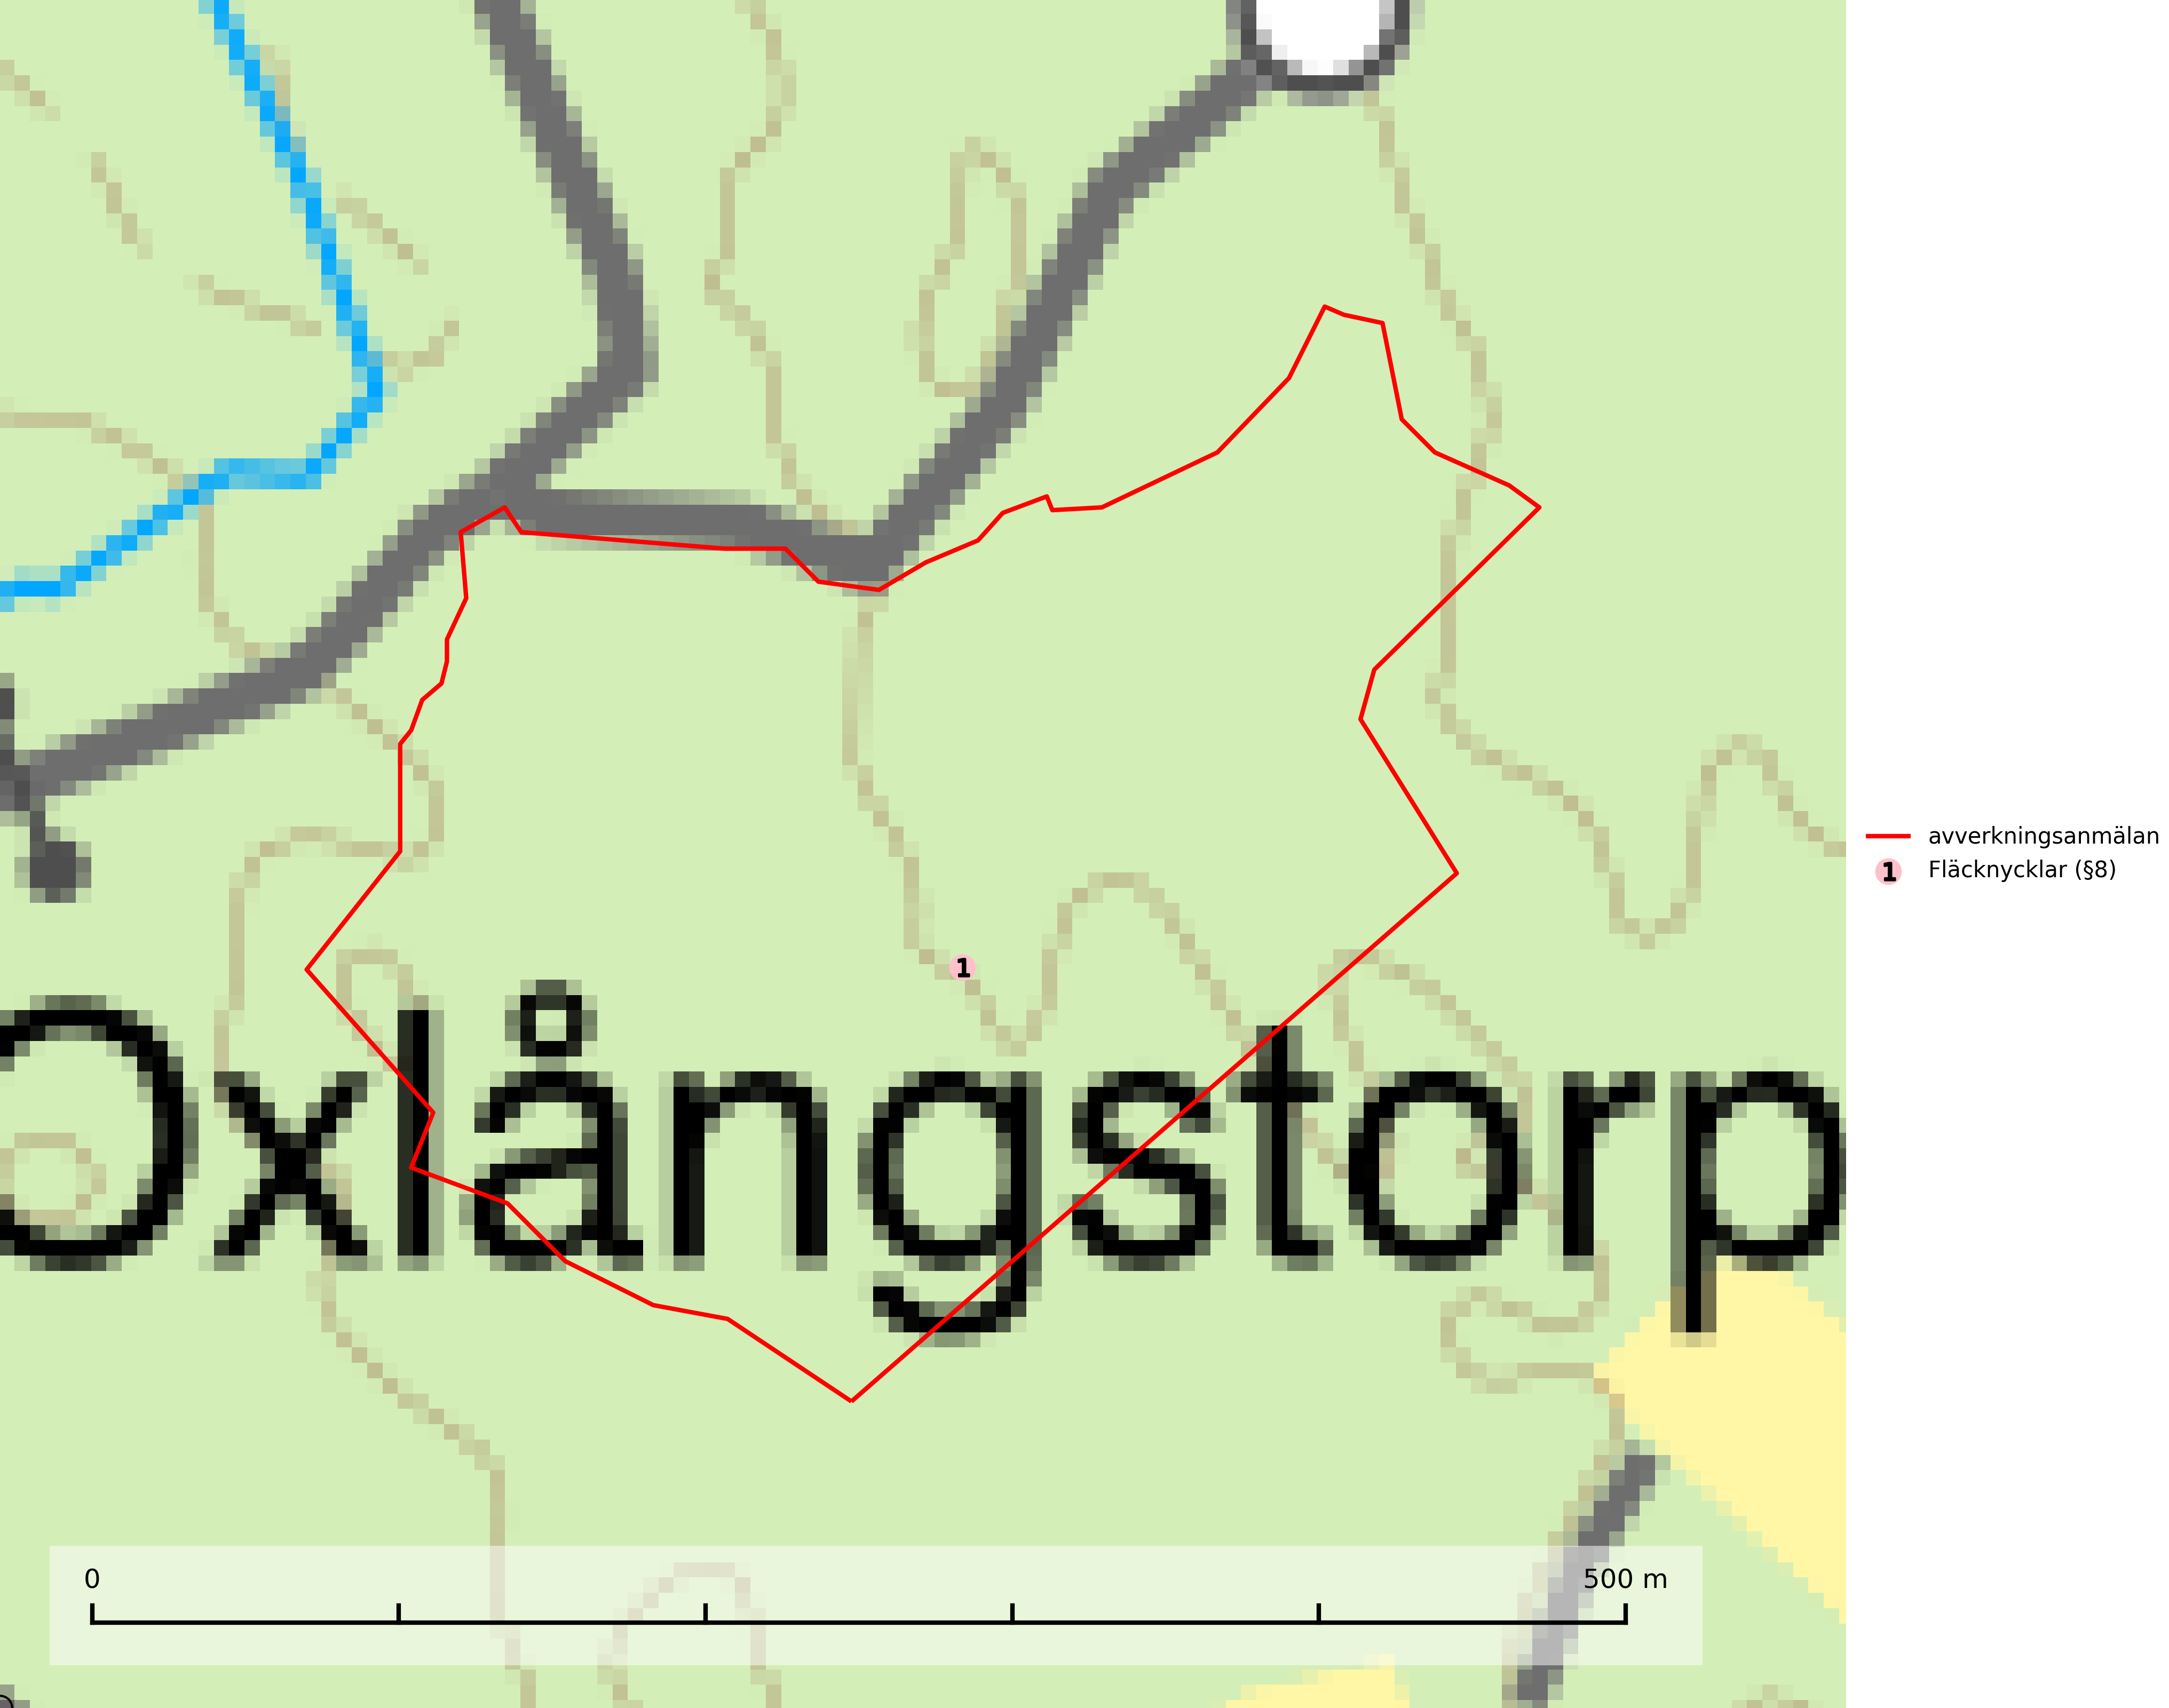 1
Oxlångstorp
0 500 m
avverkningsanmälan
1 Fläcknycklar (§8)